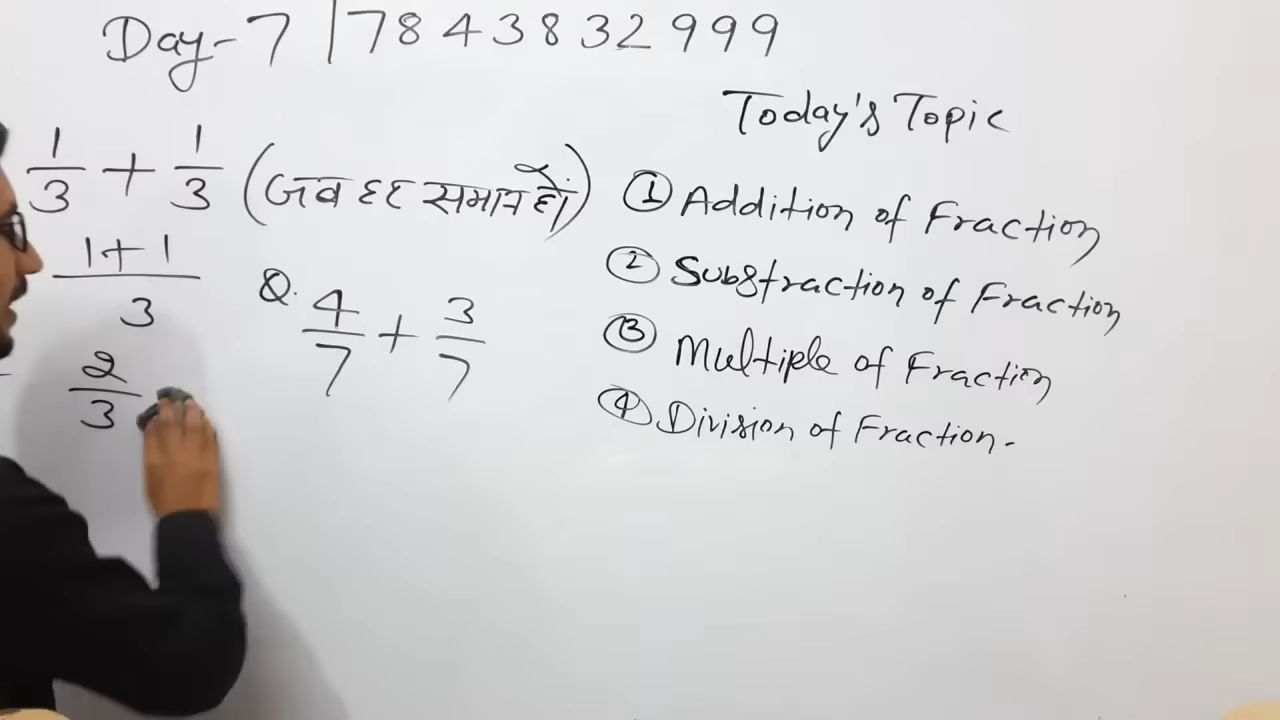 Day-7 | 7843832999
Today's Topic
1/3 + 1/3 (जब हर समान हो)
1+1
3
2
3
Q. 4/7 + 3/7
① Addition of Fraction
② Substraction of Fraction
③ Multiple of Fraction
④ Division of Fraction.